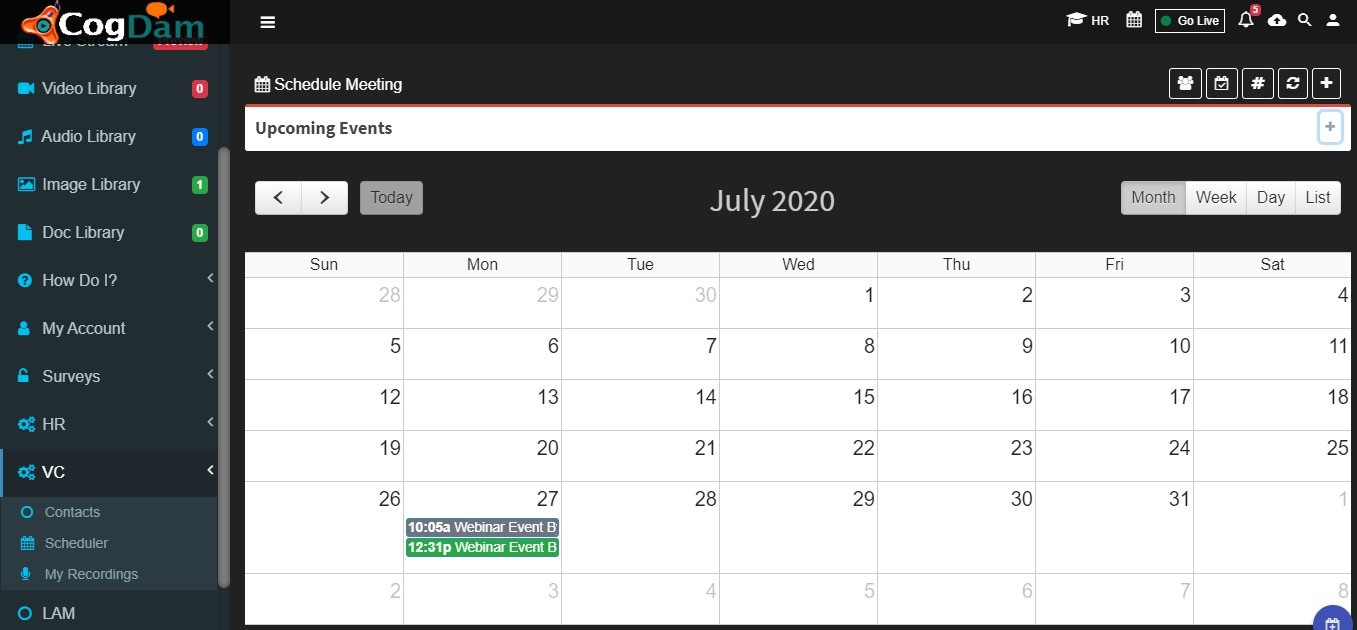 CogDam
HR
Go Live
5
Live Stream
Preview
Video Library 0
Audio Library 0
Image Library 1
Doc Library 0
How Do I?
My Account
Surveys
HR
VC
Contacts
Scheduler
My Recordings
LAM
Schedule Meeting
#
+
Upcoming Events
+
Today
July 2020
Month Week Day List
Sun Mon Tue Wed Thu Fri Sat
28 29 30 1 2 3 4
5 6 7 8 9 10 11
12 13 14 15 16 17 18
19 20 21 22 23 24 25
26 27 28 29 30 31 1
10:05a Webinar Event B
12:31p Webinar Event B
2 3 4 5 6 7 8